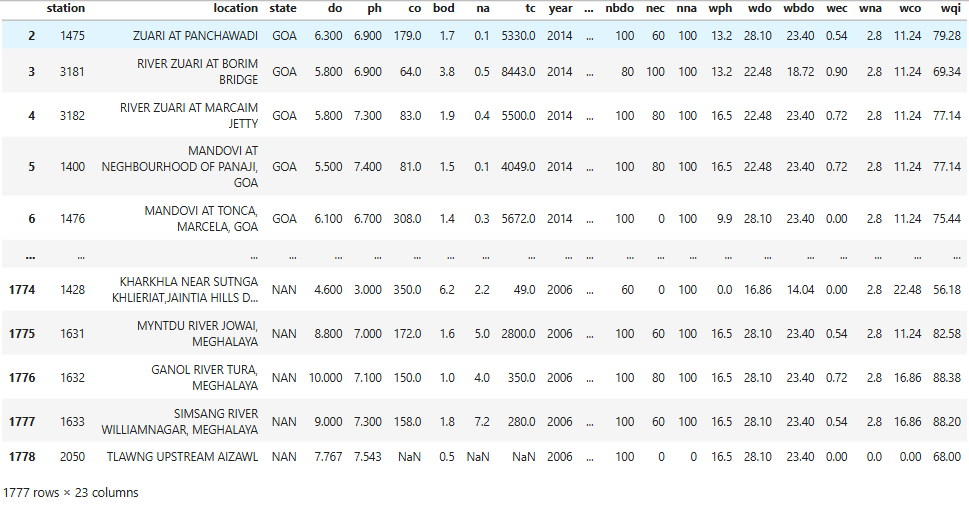 station location state do ph co bod na tc year ... nbdo nec nna wph wdo wbdo wec wna wco wqi
2 1475 ZUARI AT PANCHAWADI GOA 6.300 6.900 179.0 1.7 0.1 5330.0 2014 ... 100 60 100 13.2 28.10 23.40 0.54 2.8 11.24 79.28
3 3181 RIVER ZUARI AT BORIM
BRIDGE GOA 5.800 6.900 64.0 3.8 0.5 8443.0 2014 ... 80 100 100 13.2 22.48 18.72 0.90 2.8 11.24 69.34
4 3182 RIVER ZUARI AT MARCAIM
JETTY GOA 5.800 7.300 83.0 1.9 0.4 5500.0 2014 ... 100 80 100 16.5 22.48 23.40 0.72 2.8 11.24 77.14
MANDOVI AT
5 1400 NEGHBOURHOOD OF PANAJI, GOA 5.500 7.400 81.0 1.5 0.1 4049.0 2014 ... 100 80 100 16.5 22.48 23.40 0.72 2.8 11.24 77.14
GOA
6 1476 MANDOVI AT TONCA,
MARCELA, GOA GOA 6.100 6.700 308.0 1.4 0.3 5672.0 2014 ... 100 0 100 9.9 28.10 23.40 0.00 2.8 11.24 75.44
... ... ... ... ... ... ... ... ... ... ... ... ... ... ... ... ... ... ... ... ... ...
1774 1428 KHARKHLA NEAR SUTNGA
KHLIERIAT,JAINTIA HILLS D... NAN 4.600 3.000 350.0 6.2 2.2 49.0 2006 ... 60 0 100 0.0 16.86 14.04 0.00 2.8 22.48 56.18
1775 1631 MYNTDU RIVER JOWAI,
MEGHALAYA NAN 8.800 7.000 172.0 1.6 5.0 2800.0 2006 ... 100 60 100 16.5 28.10 23.40 0.54 2.8 11.24 82.58
1776 1632 GANOL RIVER TURA,
MEGHALAYA NAN 10.000 7.100 150.0 1.0 4.0 350.0 2006 ... 100 80 100 16.5 28.10 23.40 0.72 2.8 16.86 88.38
1777 1633 SIMSANG RIVER
WILLIAMNAGAR, MEGHALAYA NAN 9.000 7.300 158.0 1.8 7.2 280.0 2006 ... 100 60 100 16.5 28.10 23.40 0.54 2.8 16.86 88.20
1778 2050 TLAWNG UPSTREAM AIZAWL NAN 7.767 7.543 NaN 0.5 NaN NaN 2006 ... 100 0 0 16.5 28.10 23.40 0.00 0.0 0.00 68.00
1777 rows × 23 columns